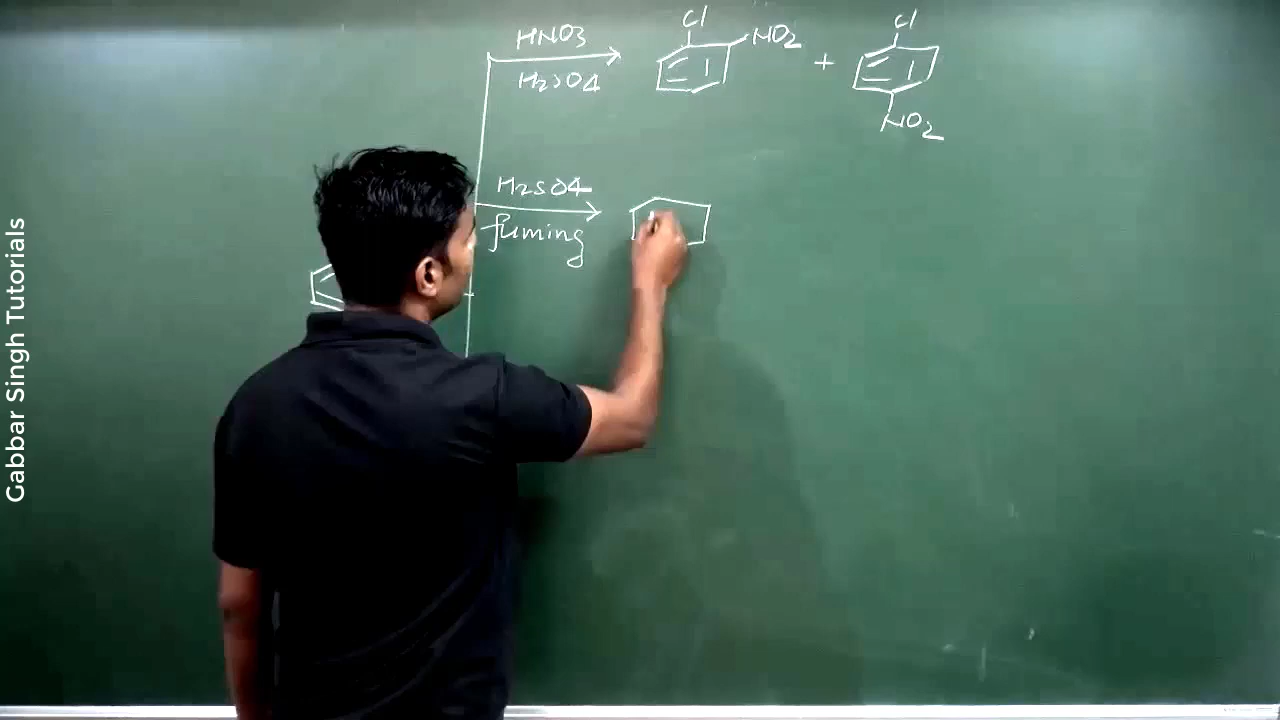 HNO3
H2SO4
Cl
NO2
+
Cl
NO2
H2SO4
fuming
Gabbar Singh Tutorials